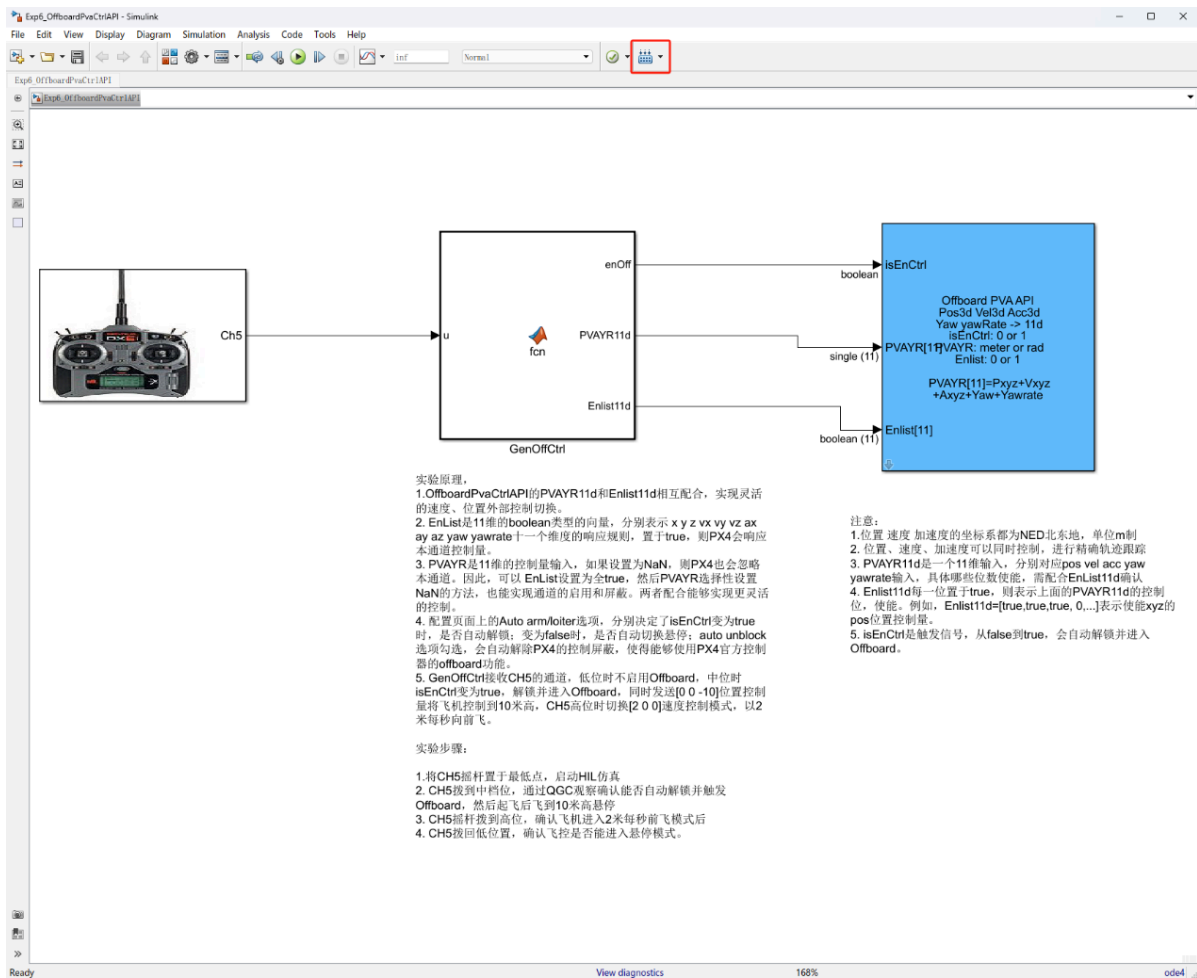 Exp6_OffboardPvaCtrlAPI - Simulink
File Edit View Display Diagram Simulation Analysis Code Tools Help
inf
Normal
Exp6_OffboardPvaCtrlAPI
Exp6_OffboardPvaCtrlAPI
Ch5
u
fcn
enOff
PVAYR11d
Enlist11d
GenOffCtrl
boolean
single (11)
boolean (11)
isEnCtrl
Offboard PVA API
Pos3d Vel3d Acc3d
Yaw yawRate -> 11d
isEnCtrl: 0 or 1
PVAYR: meter or rad
Enlist: 0 or 1
PVAYR[11]=Pxyz+Vxyz
+Axyz+Yaw+Yawrate
Enlist[11]
实验原理，
1.OffboardPvaCtrlAPI的PVAYR11d和Enlist11d相互配合，实现灵活
的速度、位置外部控制切换。
2. EnList是11维的boolean类型的向量，分别表示 x y z vx vy vz ax
ay az yaw yawrate十一个维度的响应规则，置于true，则PX4会响应
本通道控制量。
3. PVAYR是11维的控制量输入，如果设置为NaN，则PX4也会忽略
本通道。因此，可以 EnList设置为全true，然后PVAYR选择性设置
NaN的方法，也能实现通道的启用和屏蔽。两者配合能够实现更灵活
的控制。
4. 配置页面上的Auto arm/loiter选项，分别决定了isEnCtrl变为true
时，是否自动解锁；变为false时，是否自动切换悬停；auto unblock
选项勾选，会自动解除PX4的控制屏蔽，使得能够使用PX4官方控制
器的offboard功能。
5. GenOffCtrl接收CH5的通道，低位时不启用Offboard，中位时
isEnCtrl变为true，解锁并进入Offboard，同时发送[0 0 -10]位置控制
量将飞机控制到10米高，CH5高位时切换[2 0 0]速度控制模式，以2
米每秒向前飞。
实验步骤：
1.将CH5摇杆置于最低点，启动HIL仿真
2. CH5拨到中档位，通过QGC观察确认能否自动解锁并触发
Offboard，然后起飞后飞到10米高悬停
3. CH5摇杆拨到高位，确认飞机进入2米每秒前飞模式后
4. CH5拨回低位置，确认飞控是否能进入悬停模式。
注意：
1.位置 速度 加速度的坐标系都为NED北东地，单位m制
2. 位置、速度、加速度可以同时控制，进行精确轨迹跟踪
3. PVAYR11d是一个11维输入，分别对应pos vel acc yaw
yawrate输入，具体哪些位数使能，需配合EnList11d确认
4. Enlist11d每一位置于true，则表示上面的PVAYR11d的控制
位，使能。例如，Enlist11d=[true,true,true, 0,...]表示使能xyz的
pos位置控制量。
5. isEnCtrl是触发信号，从false到true，会自动解锁并进入
Offboard。
Ready
View diagnostics
168%
ode4